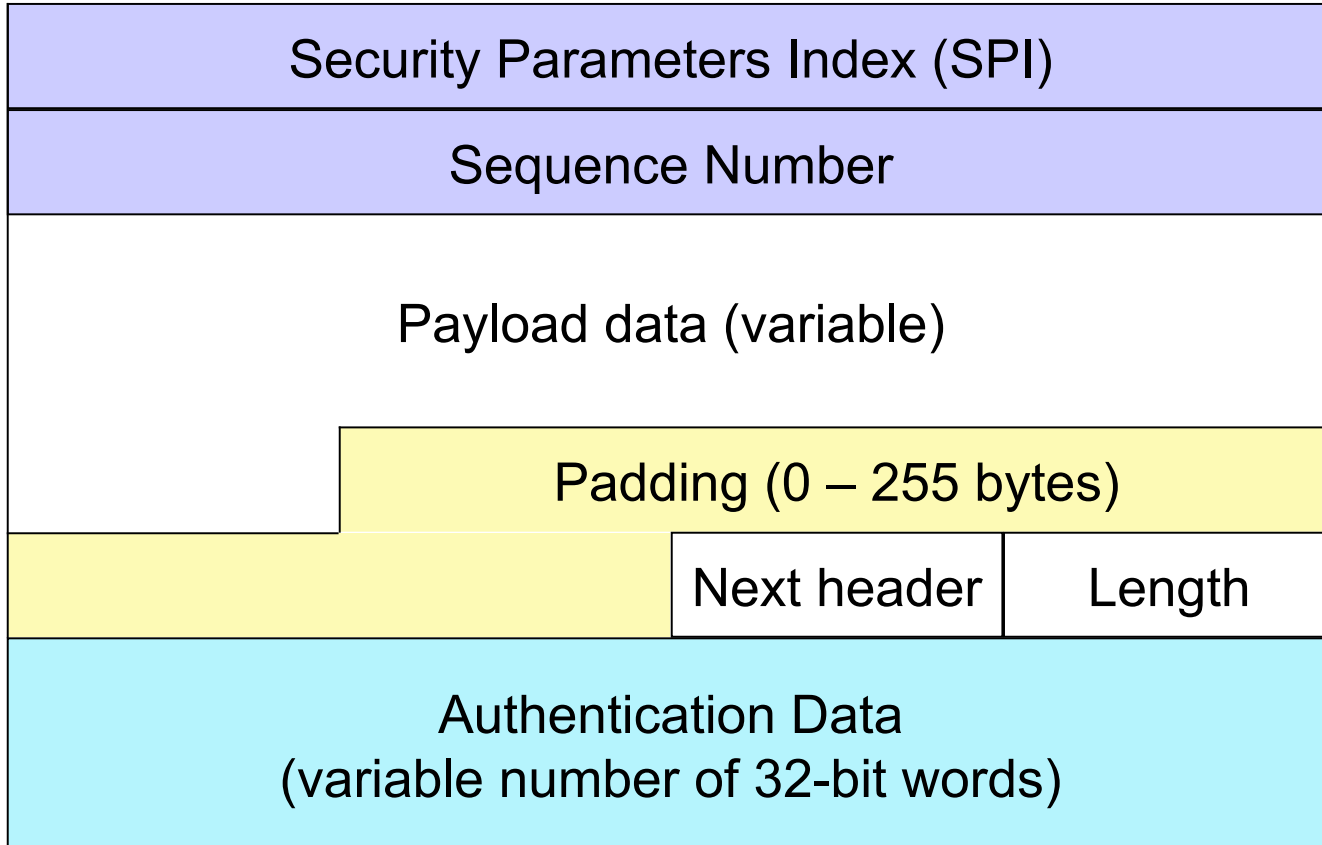 Security Parameters Index (SPI)
Sequence Number
Payload data (variable)
Padding (0 – 255 bytes)
Next header
Length
Authentication Data
(variable number of 32-bit words)